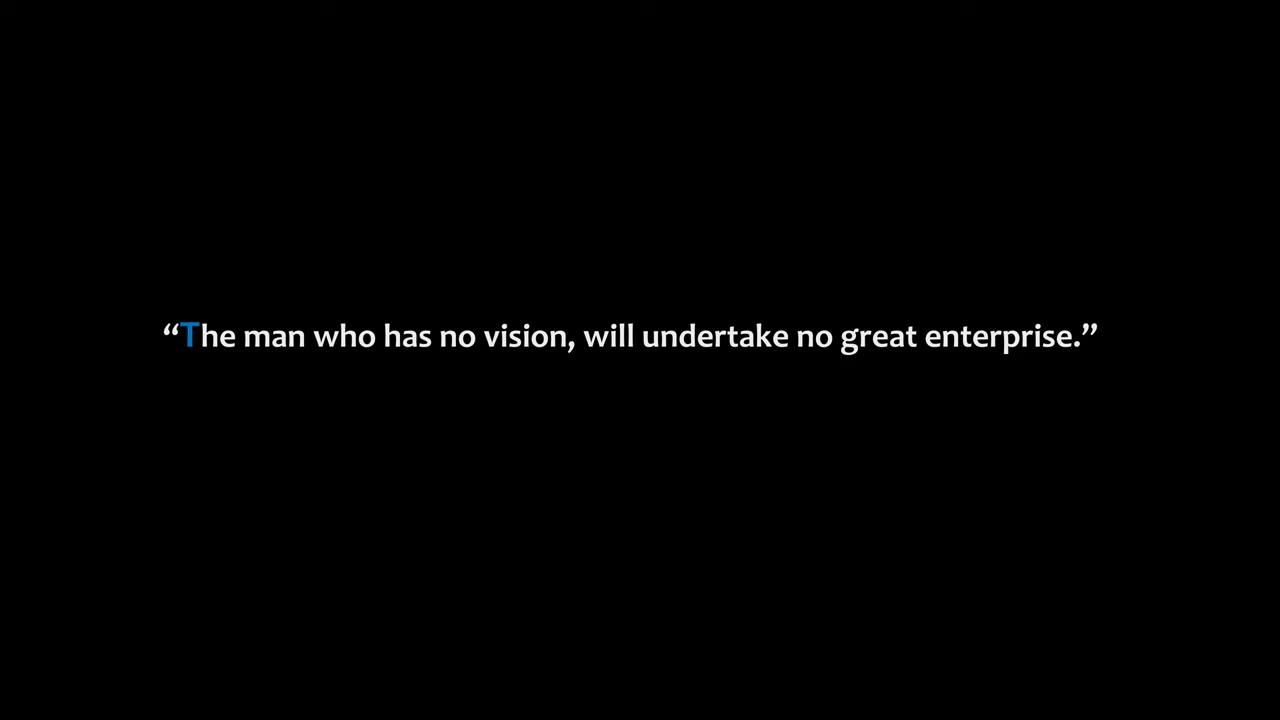 “The man who has no vision, will undertake no great enterprise.”